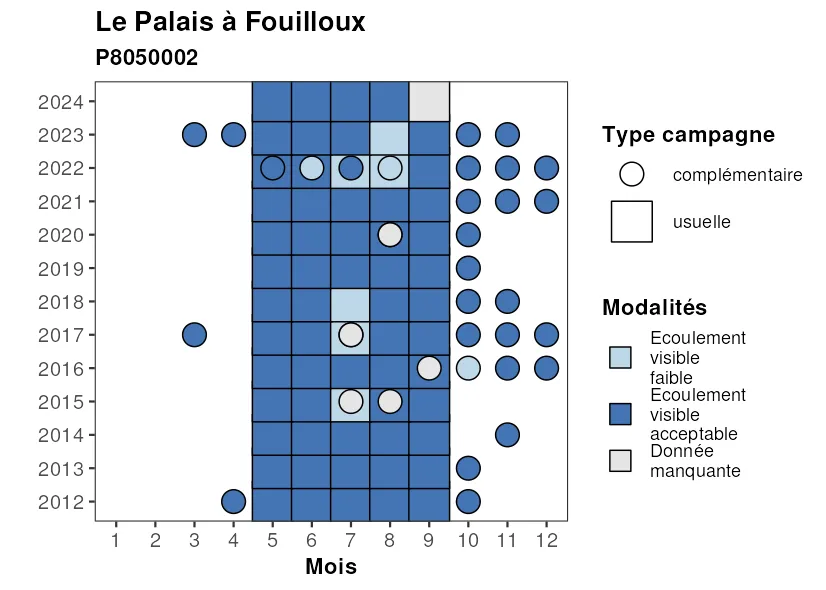 Le Palais à Fouilloux
P8050002
2024
2023
2022
2021
2020
2019
2018
2017
2016
2015
2014
2013
2012
1 2 3 4 5 6 7 8 9 10 11 12
Mois
Type campagne
complémentaire
usuelle
Modalités
Ecoulement
visible
faible
Ecoulement
visible
acceptable
Donnée
manquante